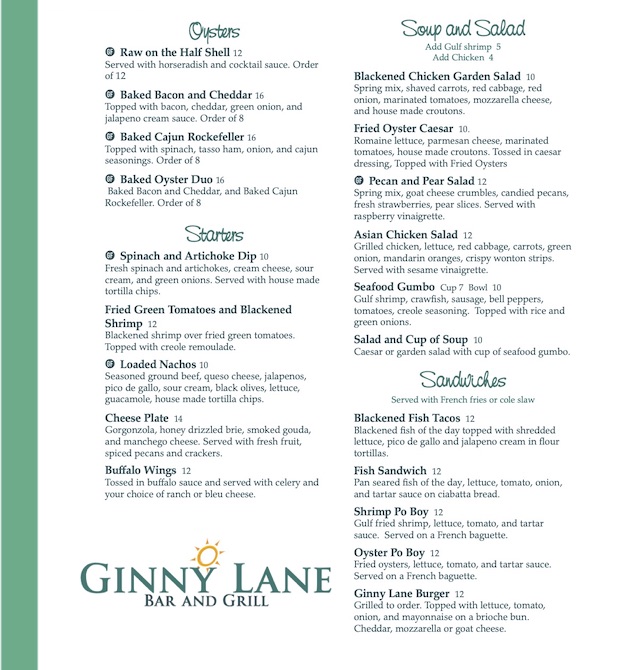 Oysters
GF Raw on the Half Shell 12
Served with horseradish and cocktail sauce. Order
of 12
GF Baked Bacon and Cheddar 16
Topped with bacon, cheddar, green onion, and
jalapeno cream sauce. Order of 8
GF Baked Cajun Rockefeller 16
Topped with spinach, tasso ham, onion, and cajun
seasonings. Order of 8
GF Baked Oyster Duo 16
Baked Bacon and Cheddar, and Baked Cajun
Rockefeller. Order of 8
Starters
GF Spinach and Artichoke Dip 10
Fresh spinach and artichokes, cream cheese, sour
cream, and green onions. Served with house made
tortilla chips.
Fried Green Tomatoes and Blackened
Shrimp 12
Blackened shrimp over fried green tomatoes.
Topped with creole remoulade.
GF Loaded Nachos 10
Seasoned ground beef, queso cheese, jalapenos,
pico de gallo, sour cream, black olives, lettuce,
guacamole, house made tortilla chips.
Cheese Plate 14
Gorgonzola, honey drizzled brie, smoked gouda,
and manchego cheese. Served with fresh fruit,
spiced pecans and crackers.
Buffalo Wings 12
Tossed in buffalo sauce and served with celery and
your choice of ranch or bleu cheese.
GINNY LANE
BAR AND GRILL
Soup and Salad
Add Gulf shrimp 5
Add Chicken 4
Blackened Chicken Garden Salad 10
Spring mix, shaved carrots, red cabbage, red
onion, marinated tomatoes, mozzarella cheese,
and house made croutons.
Fried Oyster Caesar 10.
Romaine lettuce, parmesan cheese, marinated
tomatoes, house made croutons. Tossed in caesar
dressing, Topped with Fried Oysters
GF Pecan and Pear Salad 12
Spring mix, goat cheese crumbles, candied pecans,
fresh strawberries, pear slices. Served with
raspberry vinaigrette.
Asian Chicken Salad 12
Grilled chicken, lettuce, red cabbage, carrots, green
onion, mandarin oranges, crispy wonton strips.
Served with sesame vinaigrette.
Seafood Gumbo Cup 7 Bowl 10
Gulf shrimp, crawfish, sausage, bell peppers,
tomatoes, creole seasoning. Topped with rice and
green onions.
Salad and Cup of Soup 10
Caesar or garden salad with cup of seafood gumbo.
Sandwiches
Served with French fries or cole slaw
Blackened Fish Tacos 12
Blackened fish of the day topped with shredded
lettuce, pico de gallo and jalapeno cream in flour
tortillas.
Fish Sandwich 12
Pan seared fish of the day, lettuce, tomato, onion,
and tartar sauce on ciabatta bread.
Shrimp Po Boy 12
Gulf fried shrimp, lettuce, tomato, and tartar
sauce. Served on a French baguette.
Oyster Po Boy 12
Fried oysters, lettuce, tomato, and tartar sauce.
Served on a French baguette.
Ginny Lane Burger 12
Grilled to order. Topped with lettuce, tomato,
onion, and mayonnaise on a brioche bun.
Cheddar, mozzarella or goat cheese.